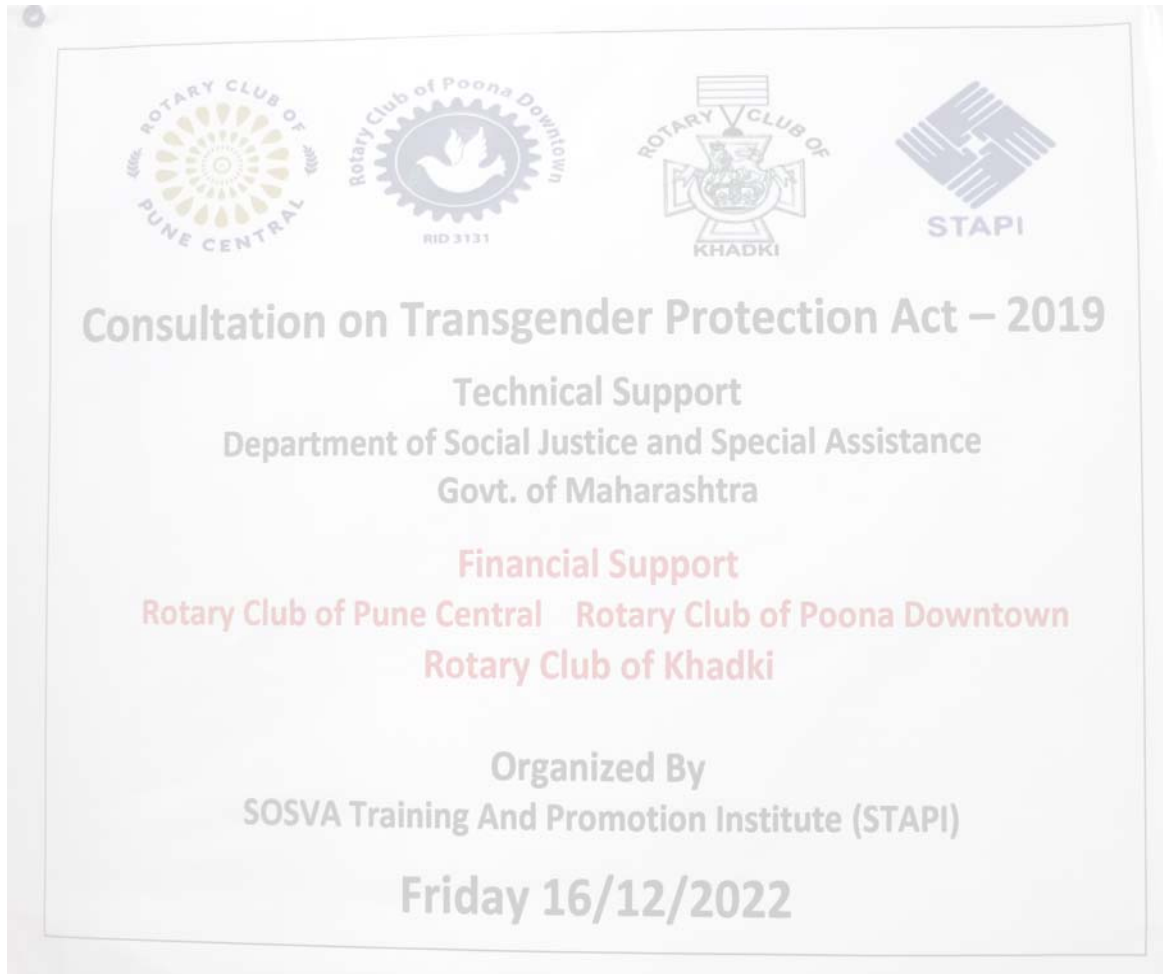 ROTARY CLUB OF
PUNE CENTRAL
Rotary Club of Poona Downtown
RID 3131
ROTARY CLUB OF
KHADKI
STAPI
Consultation on Transgender Protection Act – 2019
Technical Support
Department of Social Justice and Special Assistance
Govt. of Maharashtra
Financial Support
Rotary Club of Pune Central Rotary Club of Poona Downtown
Rotary Club of Khadki
Organized By
SOSVA Training And Promotion Institute (STAPI)
Friday 16/12/2022